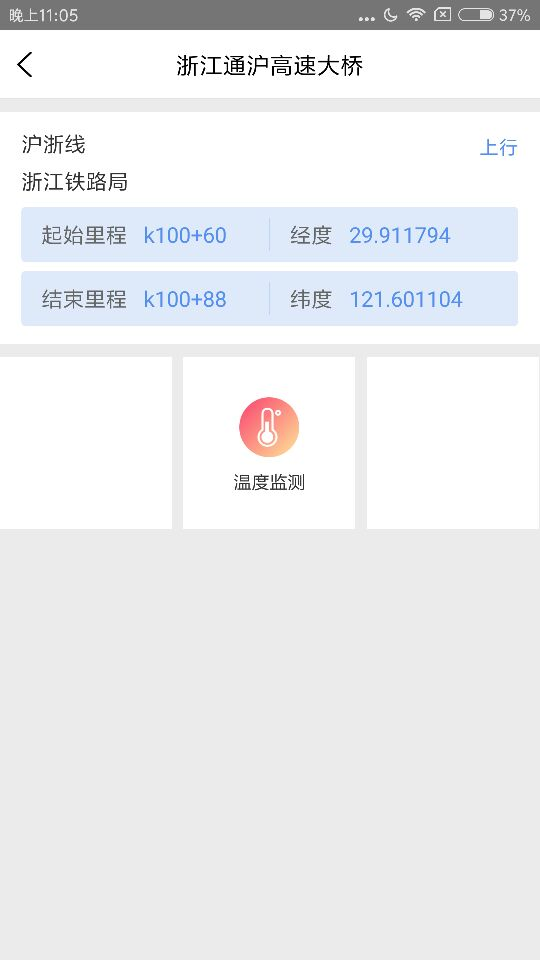 晚上11:05 37%
浙江通沪高速大桥
沪浙线 上行
浙江铁路局
起始里程 k100+60 经度 29.911794
结束里程 k100+88 纬度 121.601104
温度监测